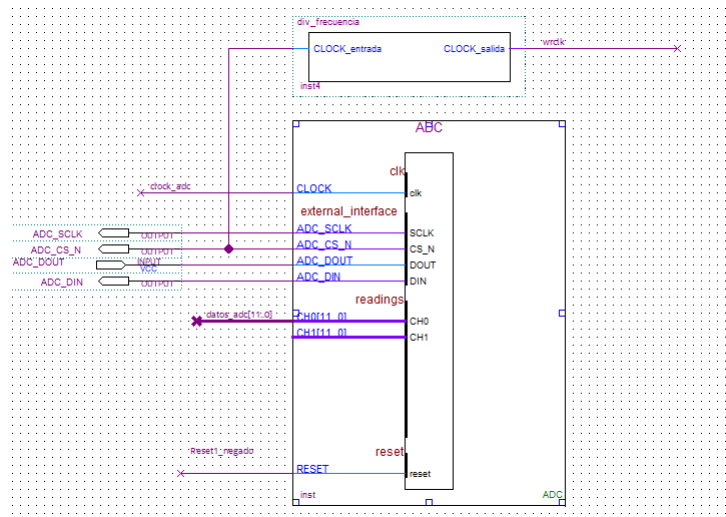 div_frecuencia
CLOCK_entrada CLOCK_salida
wrclk
inst4
ADC
clk
clock_adc CLOCK clk
external_interface
ADC_SCLK OUTPUT ADC_SCLK SCLK
ADC_CS_N OUTPUT ADC_CS_N CS_N
ADC_DOUT INPUT VCC ADC_DOUT DOUT
ADC_DIN OUTPUT ADC_DIN DIN
readings
datos_adc[11..0] CH0[11..0] CH0
CH1[11..0] CH1
Reset1_negado reset
RESET reset
inst ADC